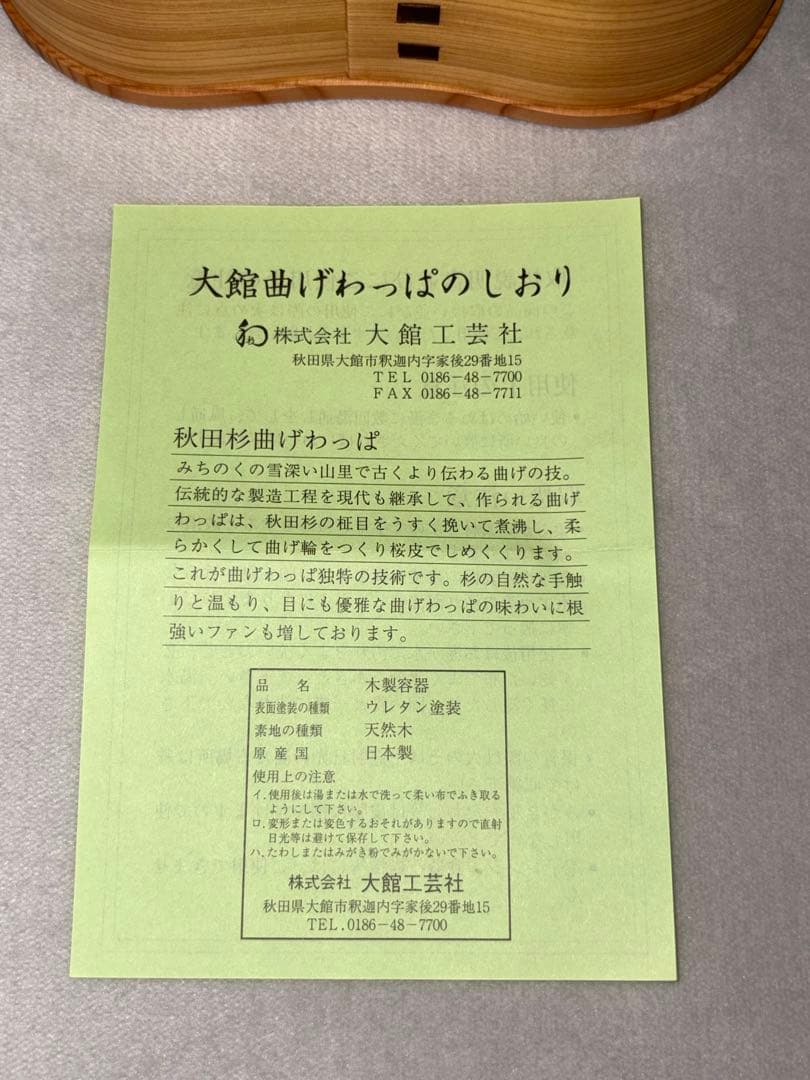 大館曲げわっぱのしおり
株式会社 大館工芸社
秋田県大館市釈迦内字家後29番地15
TEL 0186-48-7700
FAX 0186-48-7711
秋田杉曲げわっぱ
みちのくの雪深い山里で古くより伝わる曲げの技。
伝統的な製造工程を現代も継承して、作られる曲げ
わっぱは、秋田杉の柾目をうすく挽いて煮沸し、柔
らかくして曲げ輪をつくり桜皮でしめくくります。
これが曲げわっぱ独特の技術です。杉の自然な手触
りと温もり、目にも優雅な曲げわっぱの味わいに根
強いファンも増しております。
品名 木製容器
表面塗装の種類 ウレタン塗装
素地の種類 天然木
原産国 日本製
使用上の注意
イ.使用後は湯または水で洗って柔い布でふき取る
ようにして下さい。
ロ.変形または変色するおそれがありますので直射
日光等は避けて保存して下さい。
ハ.たわしまたはみがき粉でみがかないで下さい。
株式会社 大館工芸社
秋田県大館市釈迦内字家後29番地15
TEL.0186-48-7700